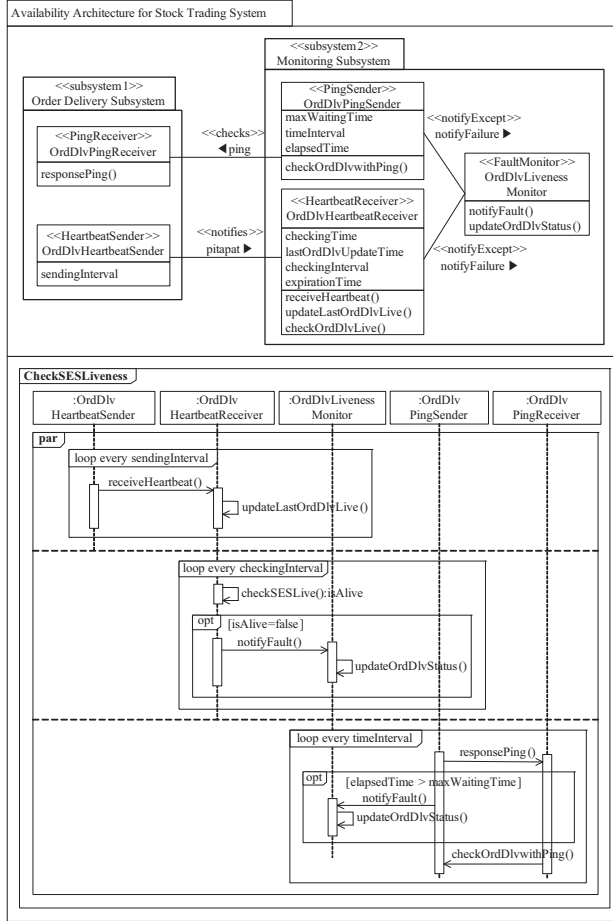 Availability Architecture for Stock Trading System
<<subsystem1>>
Order Delivery Subsystem
<<PingReceiver>>
OrdDlvPingReceiver
responsePing()
<<HeartbeatSender>>
OrdDlvHeartbeatSender
sendingInterval
<<checks>>
◀ping
<<notifies>>
pitapat ▶
<<subsystem2>>
Monitoring Subsystem
<<PingSender>>
OrdDlvPingSender
maxWaitingTime
timeInterval
elapsedTime
checkOrdDlvwithPing()
<<HeartbeatReceiver>>
OrdDlvHeartbeatReceiver
checkingTime
lastOrdDlvUpdateTime
checkingInterval
expirationTime
receiveHeartbeat()
updateLastOrdDlvLive()
checkOrdDlvLive()
<<notifyExcept>>
notifyFailure ▶
<<FaultMonitor>>
OrdDlvLiveness
Monitor
notifyFault()
updateOrdDlvStatus()
<<notifyExcept>>
notifyFailure ▶
CheckSESLiveness
:OrdDlv
HeartbeatSender
:OrdDlv
HeartbeatReceiver
:OrdDlvLiveness
Monitor
:OrdDlv
PingSender
:OrdDlv
PingReceiver
par
loop every sendingInterval
receiveHeartbeat()
updateLastOrdDlvLive()
loop every checkingInterval
checkSESLive():isAlive
opt [isAlive=false]
notifyFault()
updateOrdDlvStatus()
loop every timeInterval
responsePing()
opt [elapsedTime > maxWaitingTime]
notifyFault()
updateOrdDlvStatus()
checkOrdDlvwithPing()